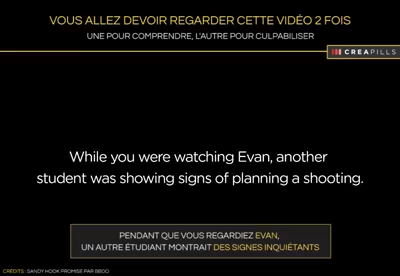 VOUS ALLEZ DEVOIR REGARDER CETTE VIDÉO 2 FOIS
UNE POUR COMPRENDRE, L'AUTRE POUR CULPABILISER
CREAPILLS
While you were watching Evan, another
student was showing signs of planning a shooting.
PENDANT QUE VOUS REGARDIEZ EVAN,
UN AUTRE ÉTUDIANT MONTRAIT DES SIGNES INQUIÉTANTS
CRÉDITS : SANDY HOOK PROMISE PAR BBDO